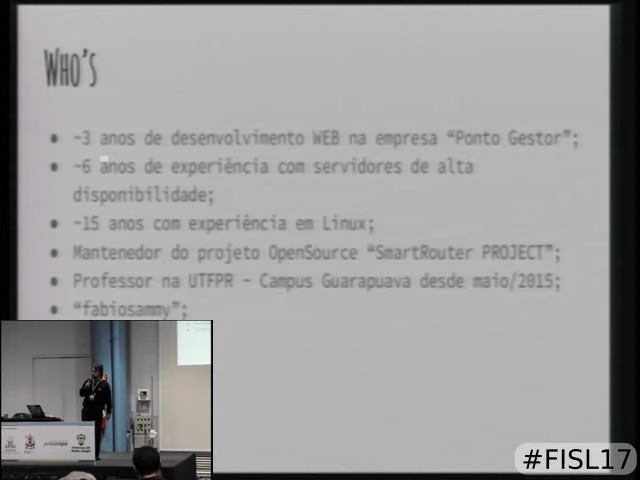 WHO'S
● ~3 anos de desenvolvimento WEB na empresa “Ponto Gestor”;
● ~6 anos de experiência com servidores de alta
disponibilidade;
● ~15 anos com experiência em Linux;
● Mantenedor do projeto OpenSource “SmartRouter PROJECT”;
● Professor na UTFPR - Campus Guarapuava desde maio/2015;
● “fabiosammy”;
#FISL17